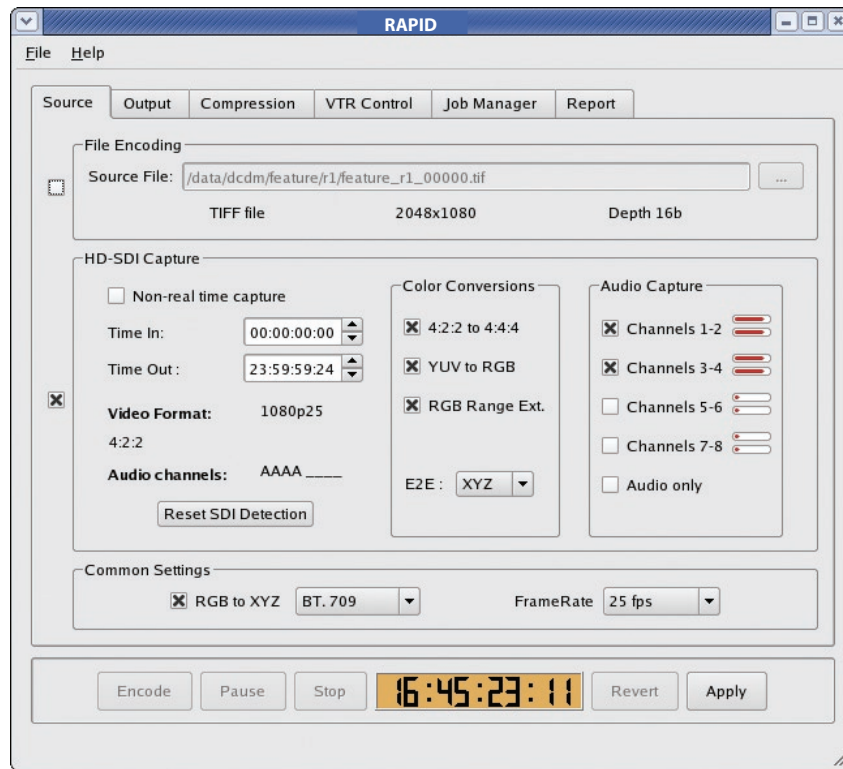 RAPID
File Help
Source Output Compression VTR Control Job Manager Report
File Encoding
Source File: /data/dcdm/feature/r1/feature_r1_00000.tif ...
TIFF file 2048x1080 Depth 16b
HD-SDI Capture
Non-real time capture
Time In: 00:00:00:00
Time Out : 23:59:59:24
Video Format: 1080p25
4:2:2
Audio channels: AAAA ____
Reset SDI Detection
Color Conversions
4:2:2 to 4:4:4
YUV to RGB
RGB Range Ext.
E2E : XYZ
Audio Capture
Channels 1-2
Channels 3-4
Channels 5-6
Channels 7-8
Audio only
Common Settings
RGB to XYZ BT. 709 FrameRate 25 fps
Encode Pause Stop 16:45:23:11 Revert Apply